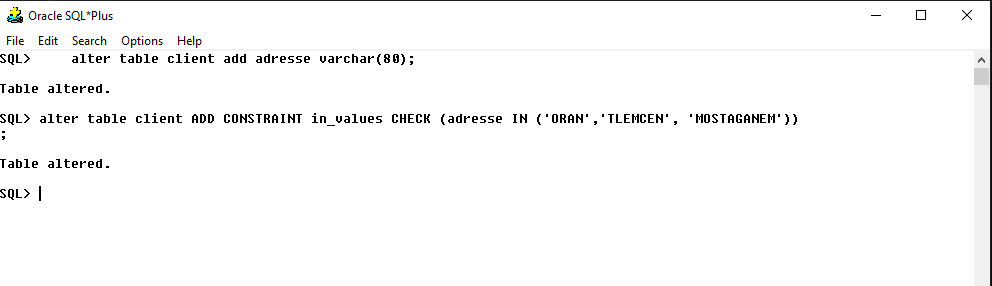 Oracle SQL*Plus
File Edit Search Options Help
SQL>     alter table client add adresse varchar(80);
Table altered.
SQL> alter table client ADD CONSTRAINT in_values CHECK (adresse IN ('ORAN','TLEMCEN', 'MOSTAGANEM'))
;
Table altered.
SQL>